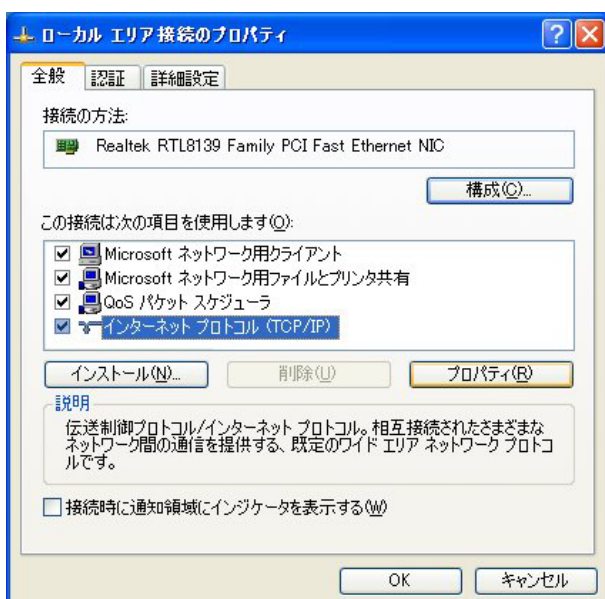 ローカル エリア接続のプロパティ
全般 認証 詳細設定
接続の方法:
Realtek RTL8139 Family PCI Fast Ethernet NIC
構成(C)...
この接続は次の項目を使用します(O):
Microsoft ネットワーク用クライアント
Microsoft ネットワーク用ファイルとプリンタ共有
QoS パケット スケジューラ
インターネット プロトコル (TCP/IP)
インストール(N)... 削除(U) プロパティ(R)
説明
伝送制御プロトコル/インターネット プロトコル。相互接続されたさまざまな
ネットワーク間の通信を提供する、既定のワイド エリア ネットワーク プロトコ
ルです。
接続時に通知領域にインジケータを表示する(W)
OK キャンセル